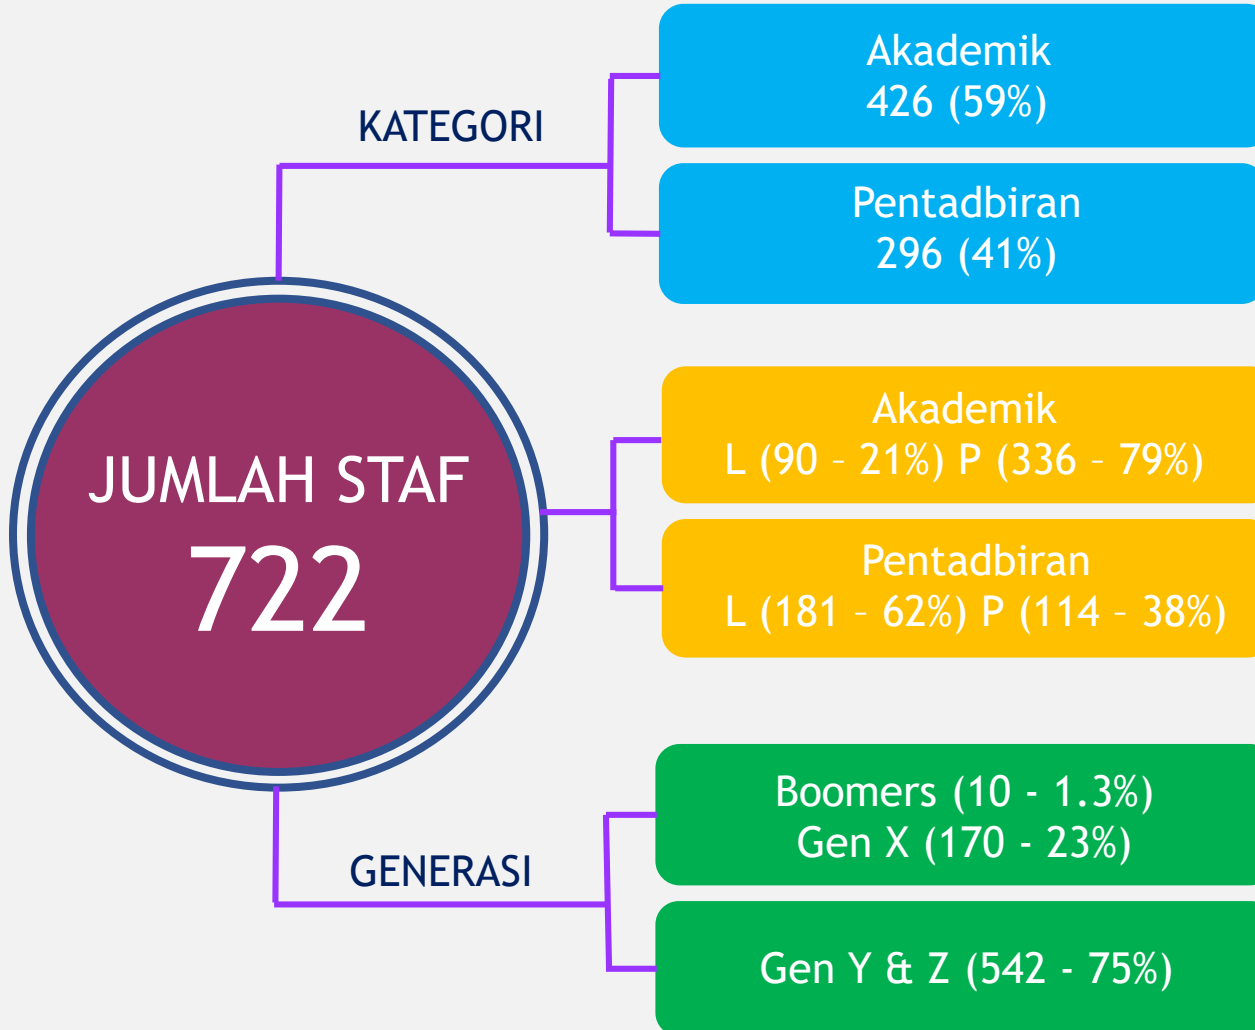 KATEGORI
Akademik
426 (59%)
Pentadbiran
296 (41%)
JUMLAH STAF
722
Akademik
L (90 – 21%) P (336 – 79%)
Pentadbiran
L (181 – 62%) P (114 – 38%)
GENERASI
Boomers (10 - 1.3%)
Gen X (170 - 23%)
Gen Y & Z (542 - 75%)